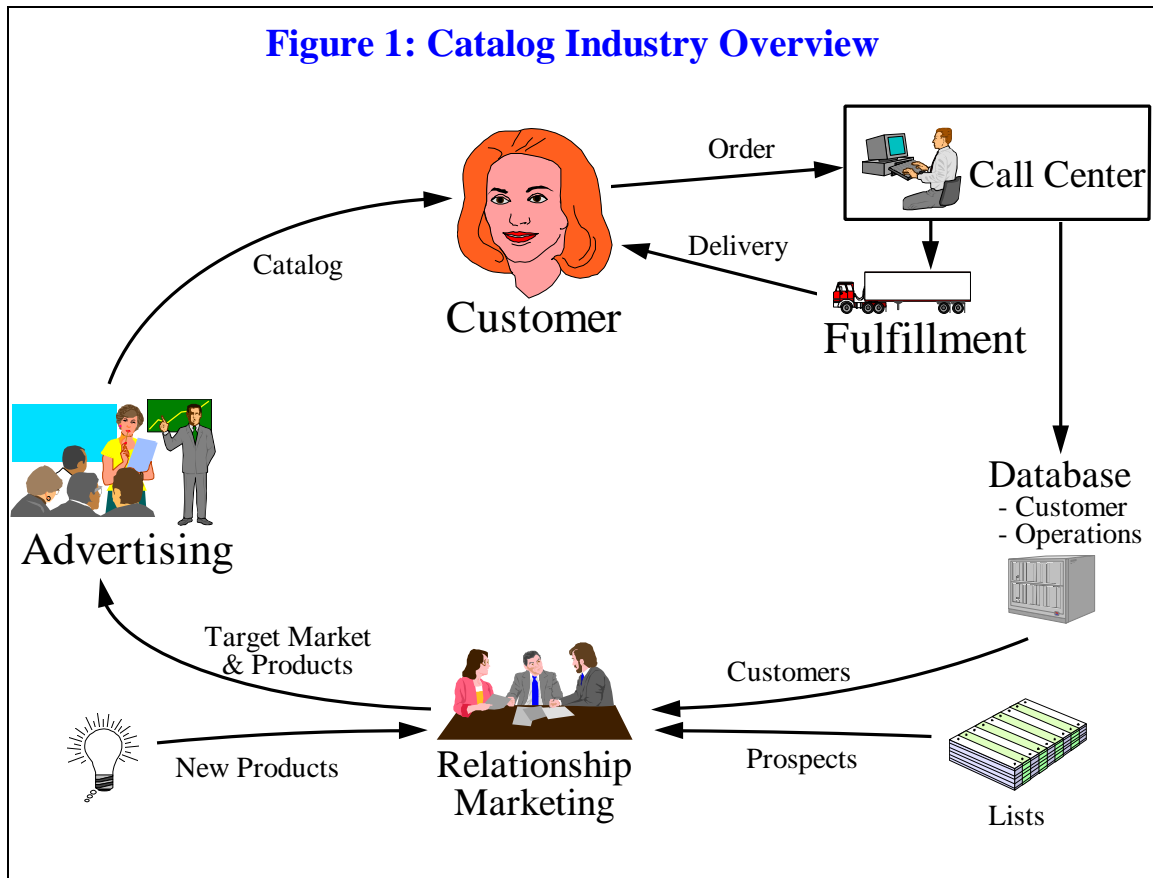 Figure 1: Catalog Industry Overview
Order
Call Center
Catalog
Delivery
Customer
Fulfillment
Database
- Customer
- Operations
Advertising
Target Market
& Products
Customers
New Products
Relationship
Marketing
Prospects
Lists